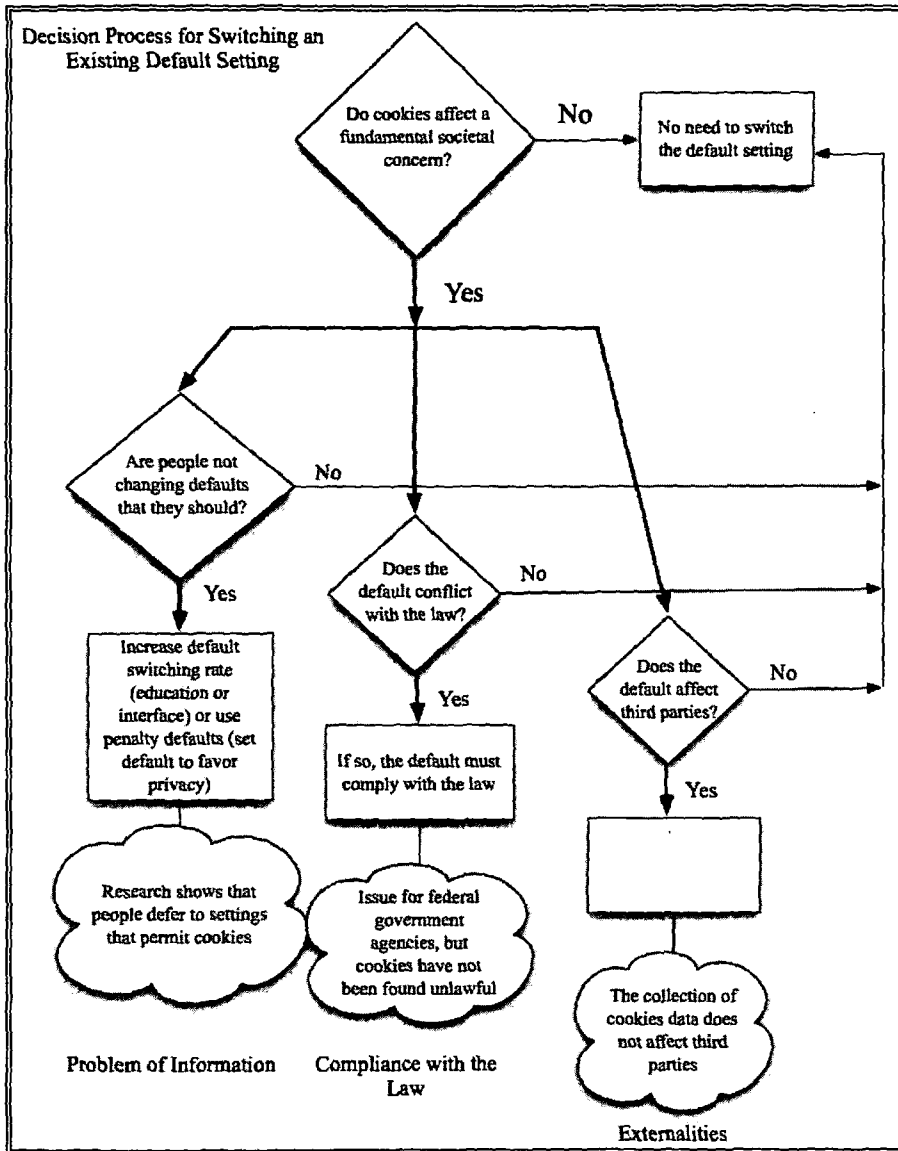 Decision Process for Switching an
Existing Default Setting
Do cookies affect a
fundamental societal
concern?
No
No need to switch
the default setting
Yes
Are people not
changing defaults
that they should?
No
Yes
Increase default
switching rate
(education or
interface) or use
penalty defaults (set
default to favor
privacy)
Research shows that
people defer to settings
that permit cookies
Problem of Information
Does the
default conflict
with the law?
No
Yes
If so, the default must
comply with the law
Issue for federal
government
agencies, but
cookies have not
been found unlawful
Compliance with the
Law
Does the
default affect
third parties?
No
Yes
The collection of
cookies data does
not affect third
parties
Externalities